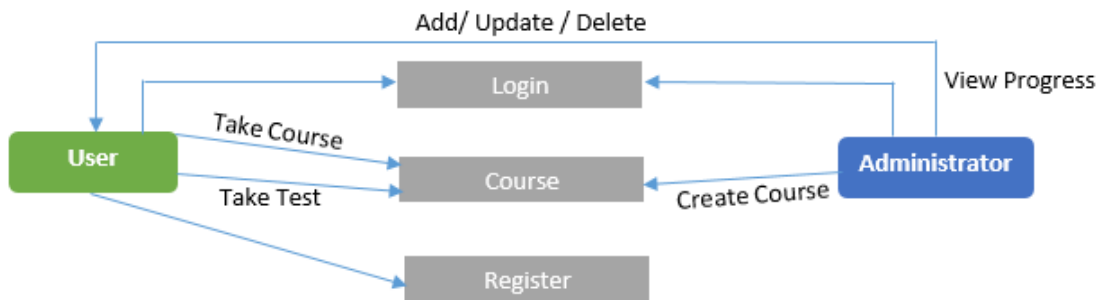 Add/ Update / Delete
Login
View Progress
Take Course
User
Administrator
Course
Take Test
Create Course
Register